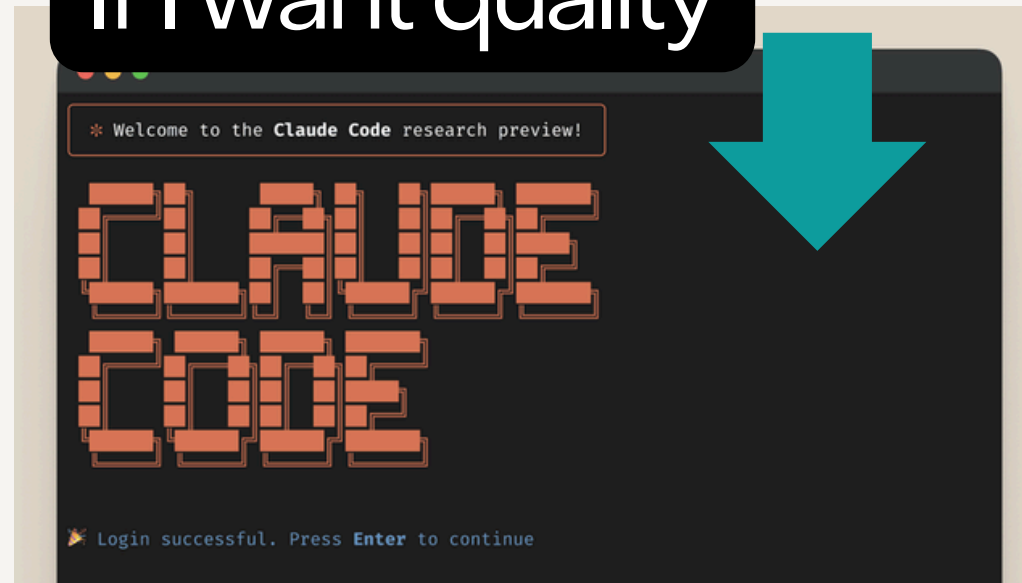 If I want quality
✻ Welcome to the Claude Code research preview!
CLAUDE
CODE
🎉 Login successful. Press Enter to continue